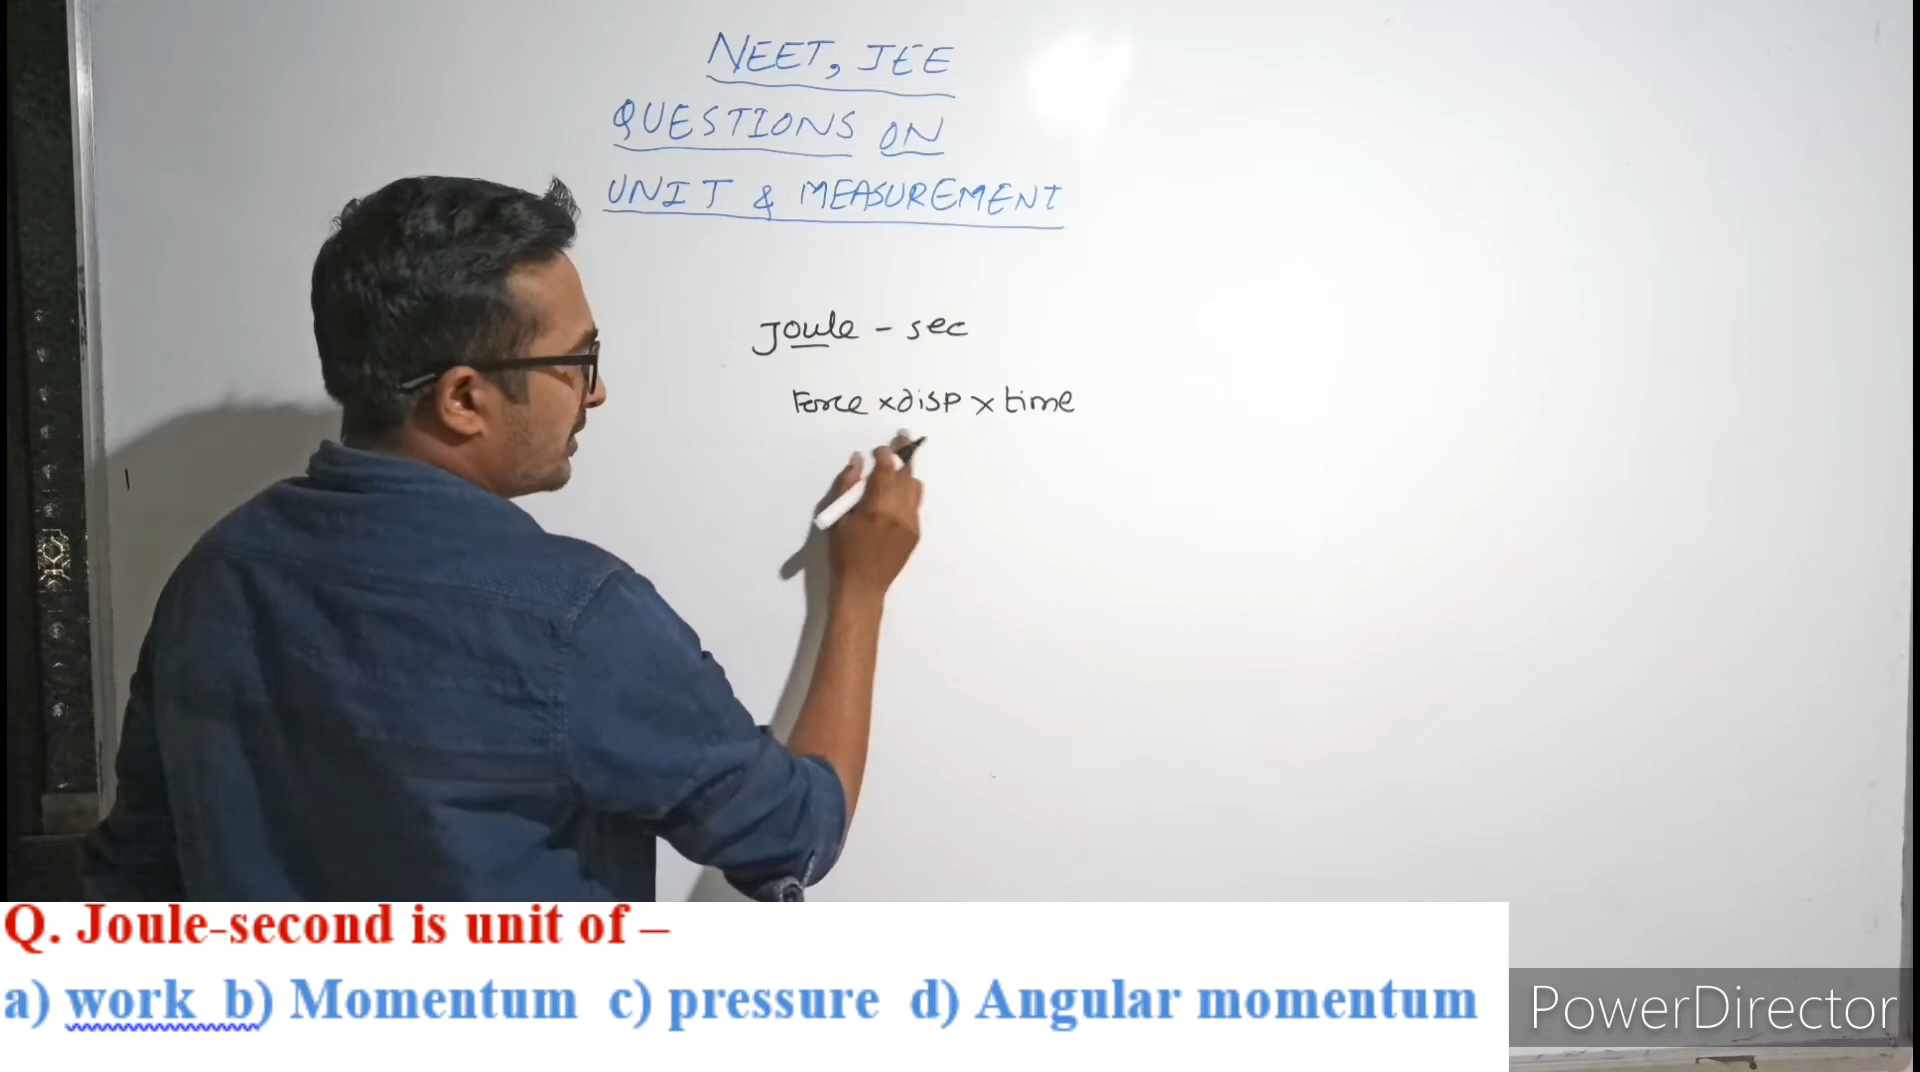 NEET, JEE
QUESTIONS ON
UNIT & MEASUREMENT
Joule - sec
Force × disp × time
Q. Joule-second is unit of –
a) work b) Momentum c) pressure d) Angular momentum
PowerDirector